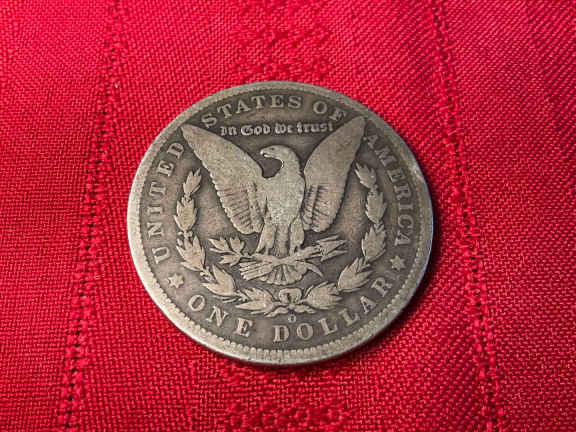 UNITED STATES OF AMERICA
In God we trust
O
ONE DOLLAR